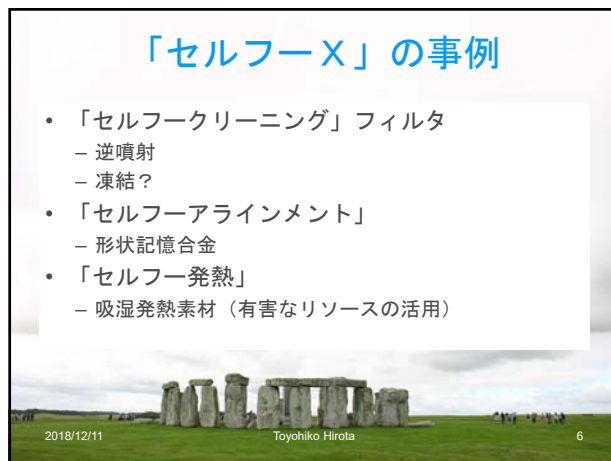 「セルフーX」の事例
• 「セルフークリーニング」フィルタ
– 逆噴射
– 凍結？
• 「セルフーアラインメント」
– 形状記憶合金
• 「セルフー発熱」
– 吸湿発熱素材（有害なリソースの活用）
2018/12/11
Toyohiko Hirota
6